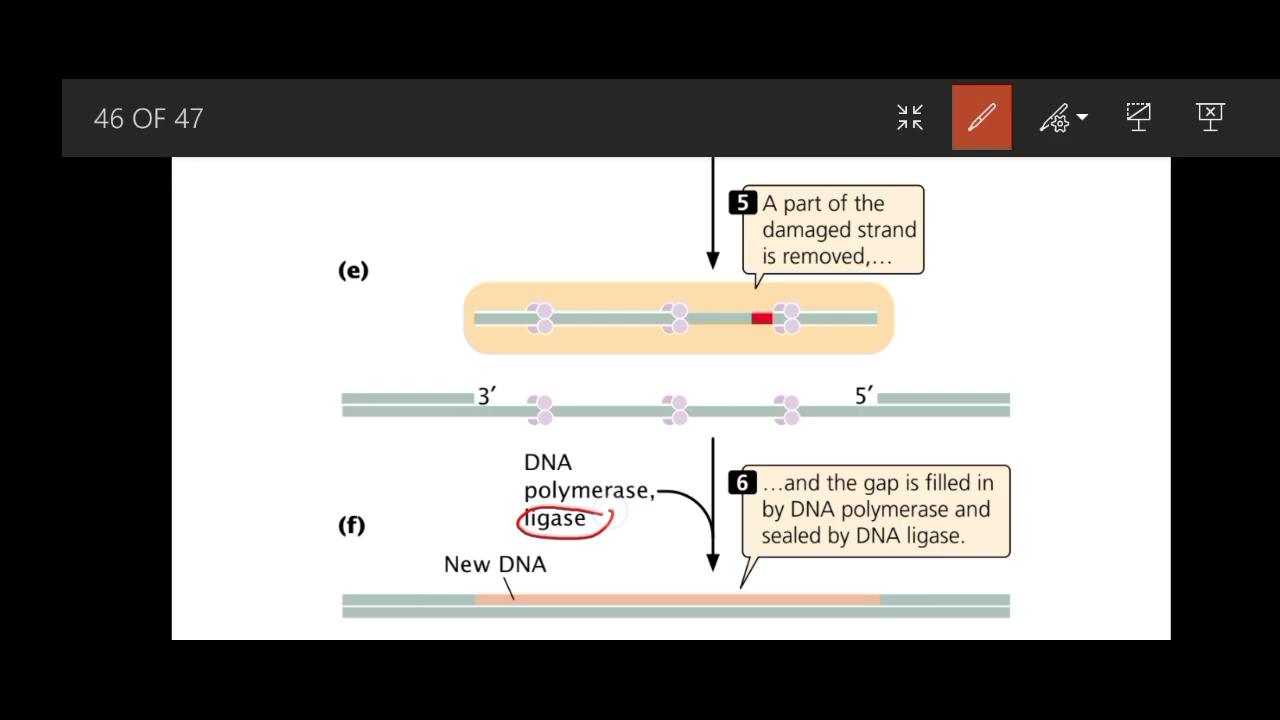 46 OF 47
5 A part of the
damaged strand
is removed,…
(e)
3′ 5′
DNA
polymerase,
ligase
6 …and the gap is filled in
by DNA polymerase and
sealed by DNA ligase.
(f)
New DNA